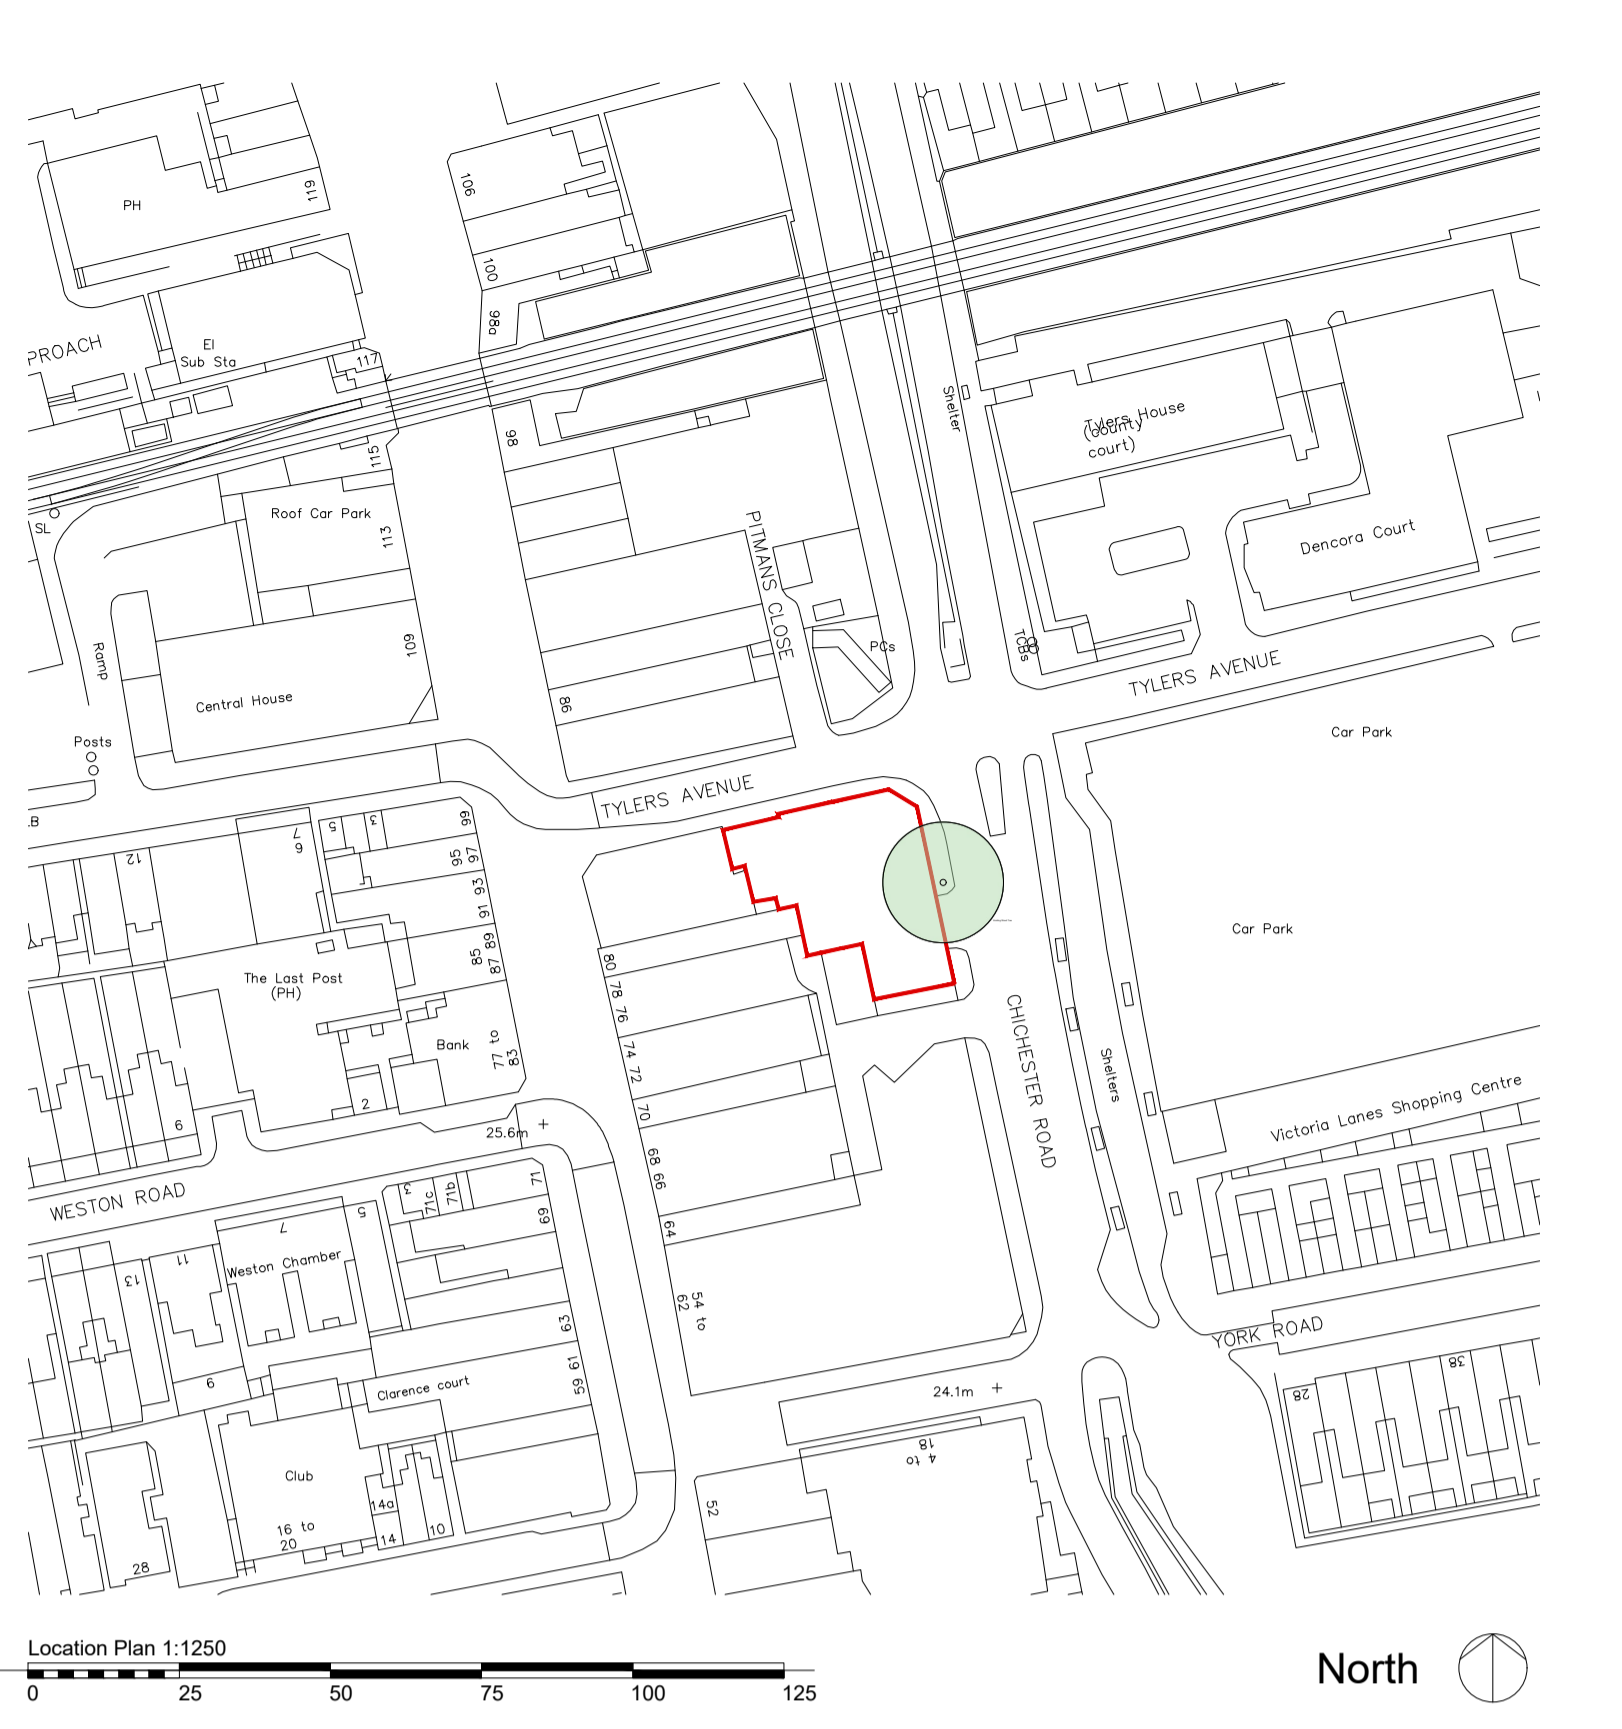 PH
119
106
100
98a
El
Sub Sta
117
PROACH
SL
Roof Car Park
115
113
98
Shelter
Tylers House
(county
court)
Dencora Court
PITMANS CLOSE
PCs
TCBs
Ramp
Central House
109
86
Posts
TYLERS AVENUE
Car Park
TYLERS AVENUE
.B
12
7
6
5
3
99
97
95
93
91
89
87
85
The Last Post
(PH)
Bank
77 to
83
2
6
80
78
76
74
72
70
68 66
64
54 to
62
Car Park
CHICHESTER ROAD
Shelters
Victoria Lanes Shopping Centre
25.6m
WESTON ROAD
3
71c
71b
71
69
5
7
11
13
Weston Chamber
63
61
59
9
Clarence court
YORK ROAD
24.1m
28
38
Club
14a
14
10
16 to
20
28
52
4 to
18
Location Plan 1:1250
0
25
50
75
100
125
North